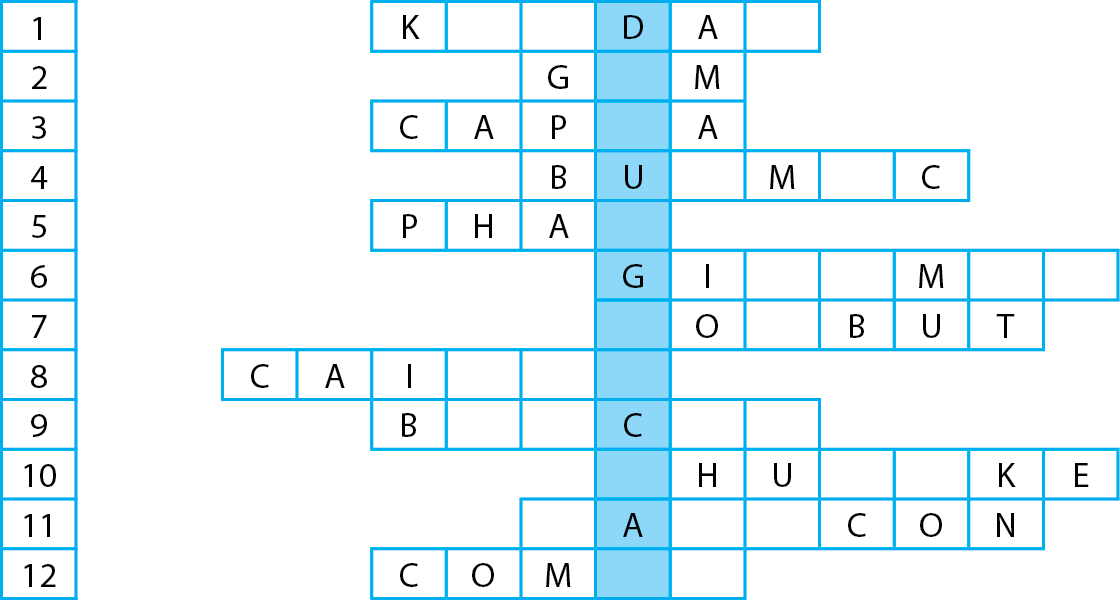 1 K D A
2 G M
3 C A P A
4 B U M C
5 P H A
6 G I M
7 O B U T
8 C A I
9 B C
10 H U K E
11 A C O N
12 C O M